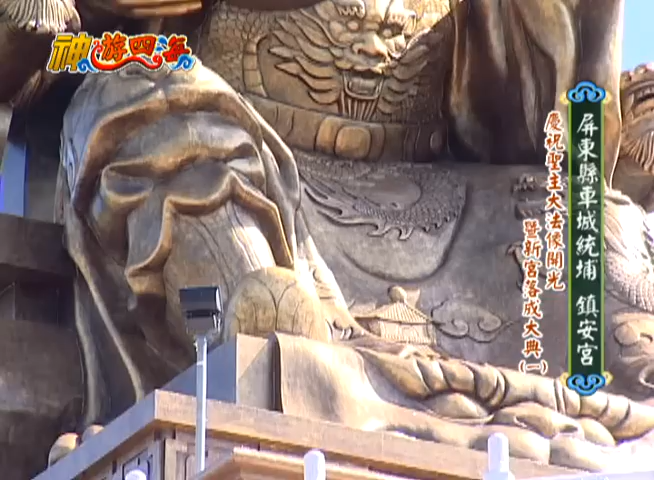 神遊四海
屏東縣車城統埔 鎮安宮
慶祝聖主大法像開光
暨新宮落成大典(一)